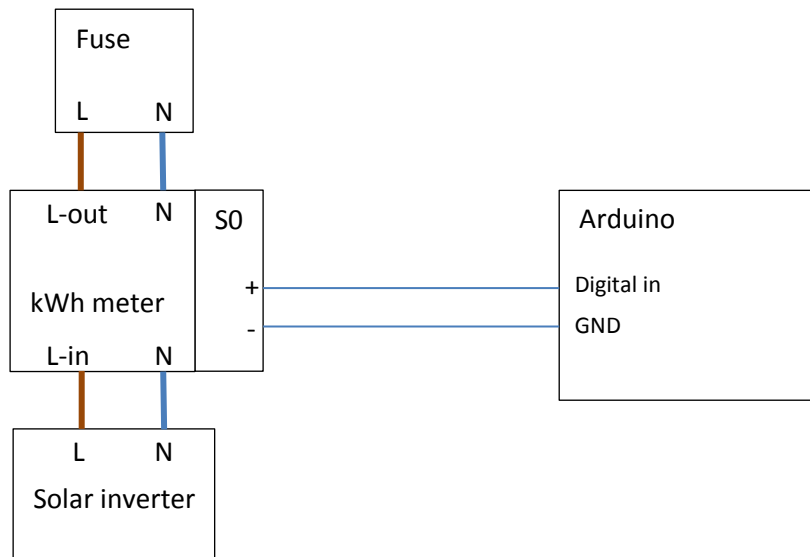 Fuse
L N
L-out N
S0
Arduino
+
Digital in
kWh meter
-
GND
L-in N
L N
Solar inverter